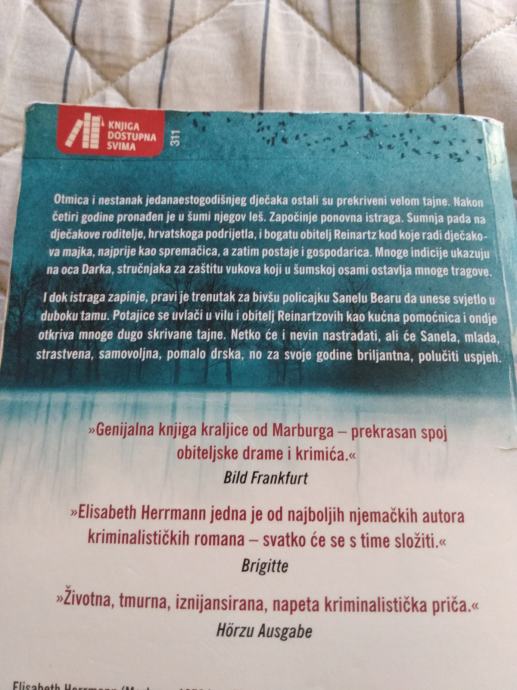 KNJIGA
DOSTUPNA
SVIMA
311
Otmica i nestanak jedanaestogodišnjeg dječaka ostali su prekriveni velom tajne. Nakon
četiri godine pronađen je u šumi njegov leš. Započinje ponovna istraga. Sumnja pada na
dječakove roditelje, hrvatskoga podrijetla, i bogatu obitelj Reinartz kod koje radi dječako-
va majka, najprije kao spremačica, a zatim postaje i gospodarica. Mnoge indicije ukazuju
na oca Darka, stručnjaka za zaštitu vukova koji u šumskoj osami ostavlja mnoge tragove.
I dok istraga zapinje, pravi je trenutak za bivšu policajku Sanelu Bearu da unese svjetlo u
duboku tamu. Potajice se uvlači u vilu i obitelj Reinartzovih kao kućna pomoćnica i ondje
otkriva mnoge dugo skrivane tajne. Netko će i nevin nastradati, ali će Sanela, mlada,
strastvena, samovoljna, pomalo drska, no za svoje godine briljantna, polučiti uspjeh.
»Genijalna knjiga kraljice od Marburga – prekrasan spoj
obiteljske drame i krimića.«
Bild Frankfurt
»Elisabeth Herrmann jedna je od najboljih njemačkih autora
kriminalističkih romana – svatko će se s time složiti.«
Brigitte
»Životna, tmurna, iznijansirana, napeta kriminalistička priča.«
Hörzu Ausgabe
Elisabeth Herrmann